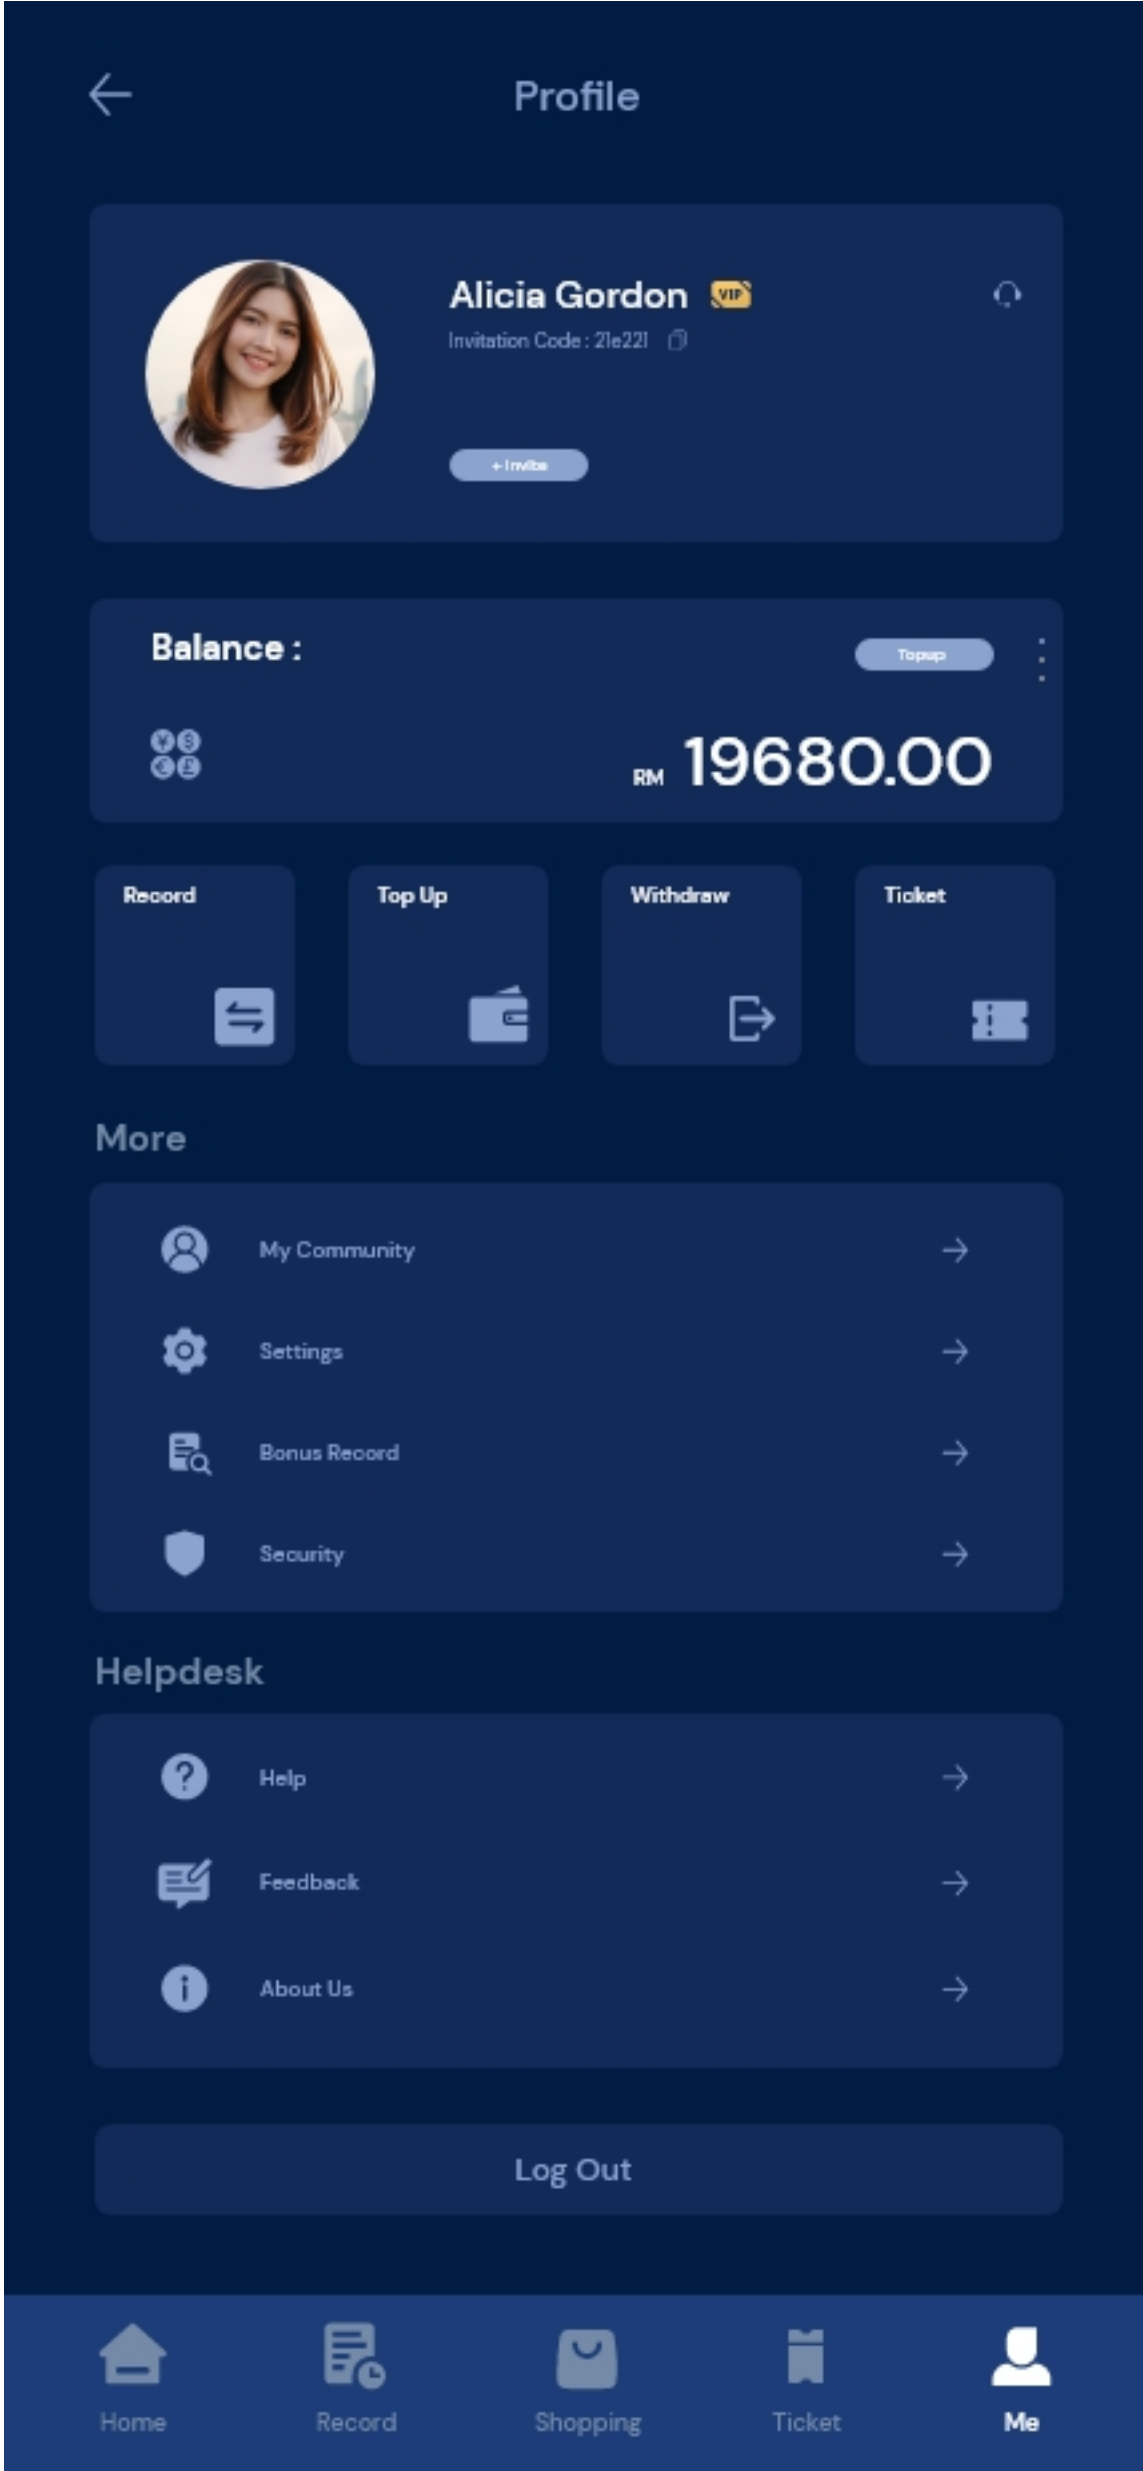 Profile
Alicia Gordon VIP
Invitation Code : 21e221
+ Invite
Balance :
Topup
¥ $
€ £
RM 19680.00
Record
Top Up
Withdraw
Ticket
More
My Community
Settings
Bonus Record
Security
Helpdesk
Help
Feedback
About Us
Log Out
Home
Record
Shopping
Ticket
Me